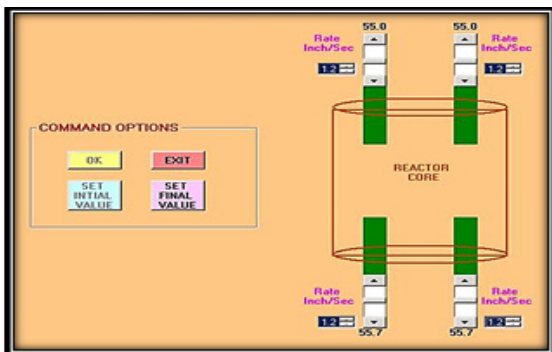 55.0
55.0
Rate
Inch/Sec
Rate
Inch/Sec
1.2
1.2
COMMAND OPTIONS
OK
EXIT
SET
INTIAL
VALUE
SET
FINAL
VALUE
REACTOR
CORE
Rate
Inch/Sec
Rate
Inch/Sec
1.2
1.2
55.7
55.7